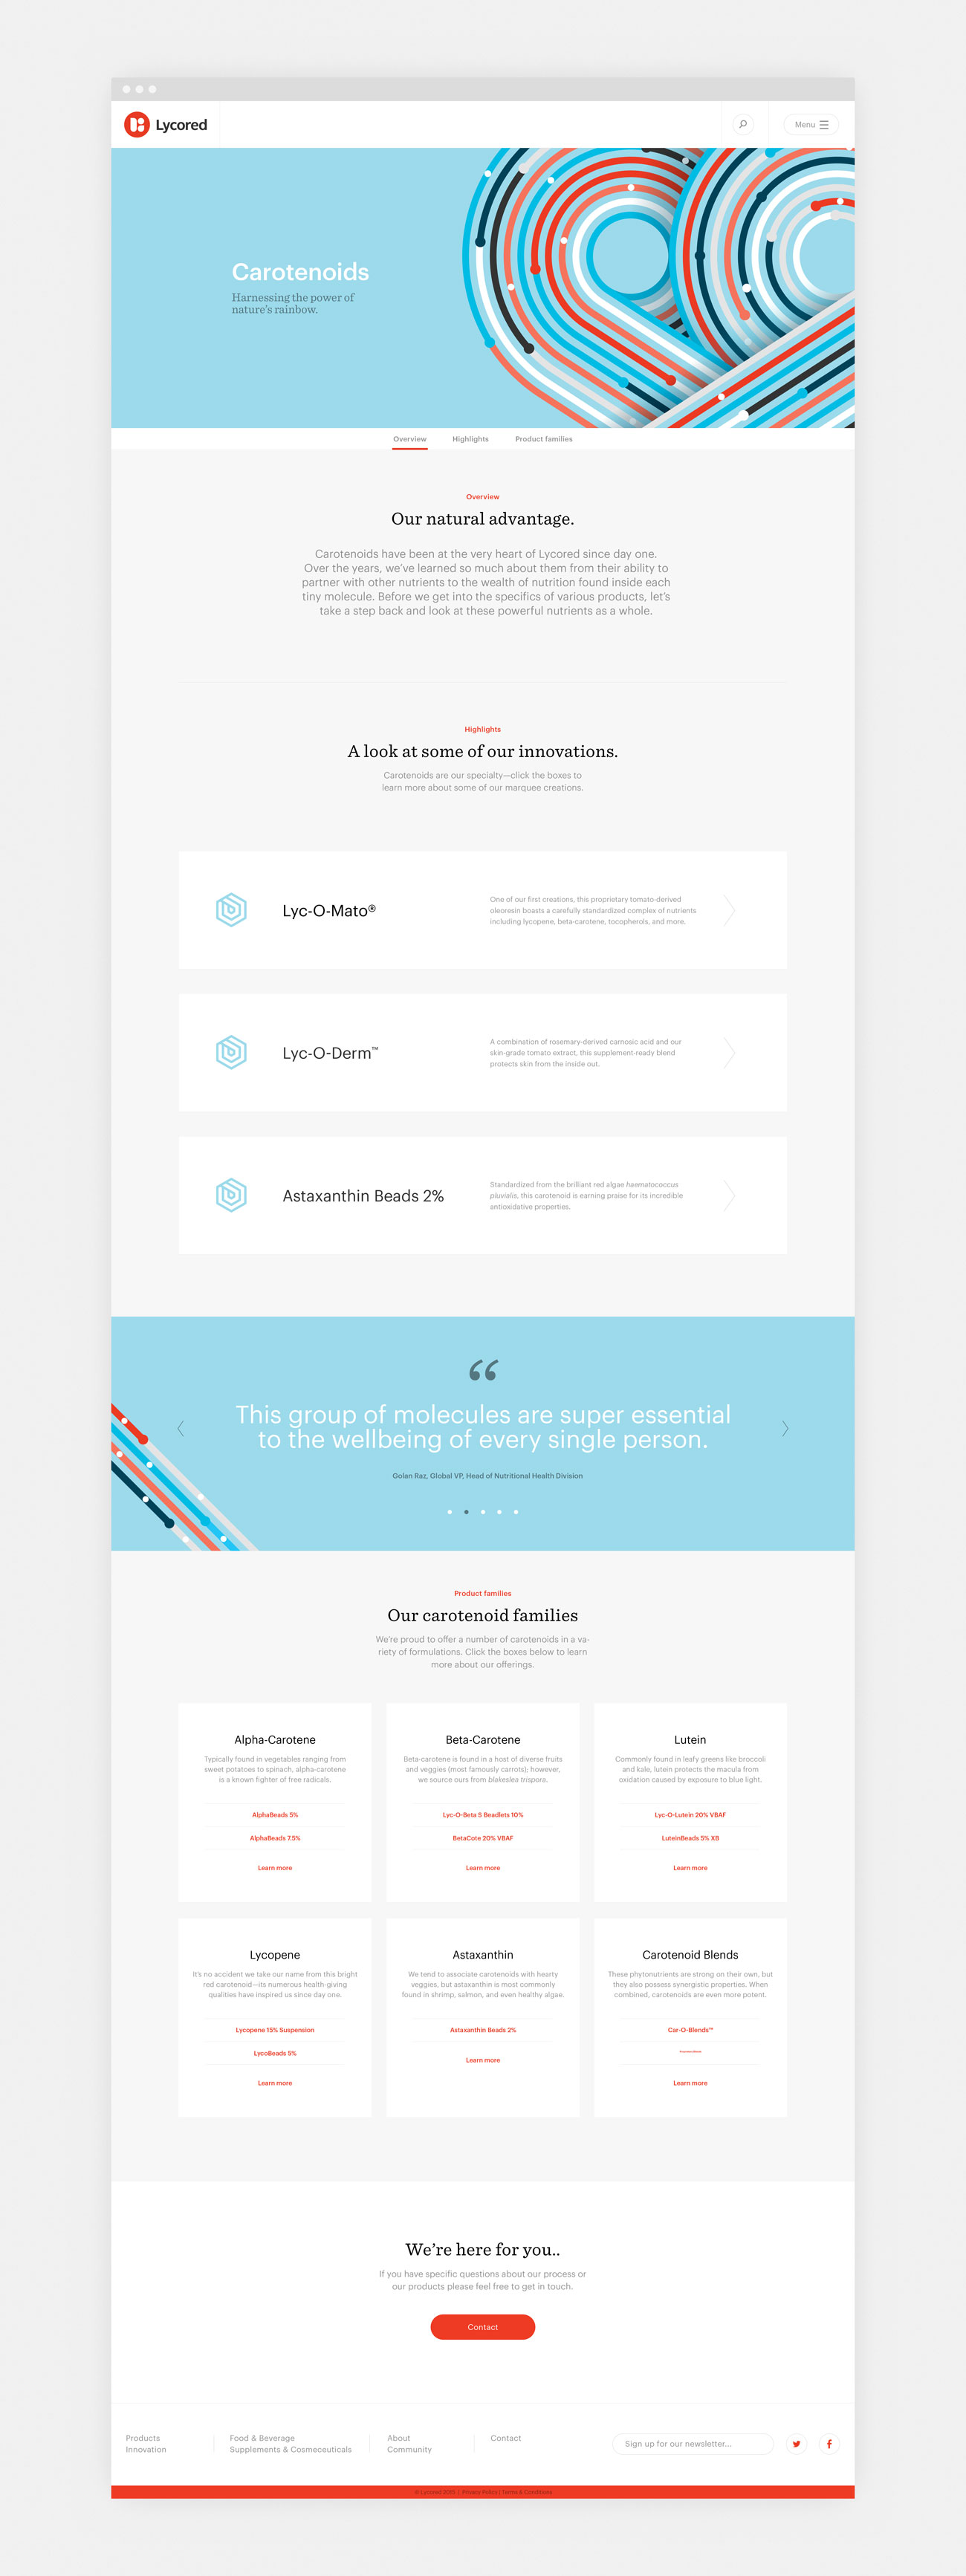 Lycored
Menu
Carotenoids
Harnessing the power of
nature's rainbow.
Overview
Highlights
Product families
Overview
Our natural advantage.
Carotenoids have been at the very heart of Lycored since day one.
Over the years, we've learned so much about them from their ability to
partner with other nutrients to the wealth of nutrition found inside each
tiny molecule. Before we get into the specifics of various products, let's
take a step back and look at these powerful nutrients as a whole.
Highlights
A look at some of our innovations.
Carotenoids are our specialty—click the boxes to
learn more about some of our marquee creations.
Lyc-O-Mato®
One of our first creations, this proprietary tomato-derived
oleoresin boasts a carefully standardized complex of nutrients
including lycopene, beta-carotene, tocopherols, and more.
Lyc-O-Derm™
A combination of rosemary-derived carnosic acid and our
skin-grade tomato extract, this supplement-ready blend
protects skin from the inside out.
Astaxanthin Beads 2%
Standardized from the brilliant red algae haematococcus
pluvialis, this carotenoid is earning praise for its incredible
antioxidative properties.
“
This group of molecules are super essential
to the wellbeing of every single person.
Golan Raz, Global VP, Head of Nutritional Health Division
Product families
Our carotenoid families
We're proud to offer a number of carotenoids in a va-
riety of formulations. Click the boxes below to learn
more about our offerings.
Alpha-Carotene
Typically found in vegetables ranging from
sweet potatoes to spinach, alpha-carotene
is a known fighter of free radicals.
AlphaBeads 5%
AlphaBeads 7.5%
Learn more
Beta-Carotene
Beta-carotene is found in a host of diverse fruits
and veggies (most famously carrots); however,
we source ours from blakeslea trispora.
Lyc-O-Beta 5 Beadlets 10%
BetaCote 20% VBAF
Learn more
Lutein
Commonly found in leafy greens like broccoli
and kale, lutein protects the macula from
oxidation caused by exposure to blue light.
Lyc-O-Lutein 20% VBAF
LuteinBeads 5% XB
Learn more
Lycopene
It's no accident we take our name from this bright
red carotenoid—its numerous health-giving
qualities have inspired us since day one.
Lycopene 15% Suspension
LycoBeads 5%
Learn more
Astaxanthin
We tend to associate carotenoids with hearty
veggies, but astaxanthin is most commonly
found in shrimp, salmon, and even healthy algae.
Astaxanthin Beads 2%
Learn more
Carotenoid Blends
These phytonutrients are strong on their own, but
they also possess synergistic properties. When
combined, carotenoids are even more potent.
Car-O-Blends™
Learn more
We're here for you..
If you have specific questions about our process or
our products please feel free to get in touch.
Contact
Products
Innovation
Food & Beverage
Supplements & Cosmeceuticals
About
Community
Contact
Sign up for our newsletter...
© Lycored 2015 / Privacy Policy | Terms & Conditions